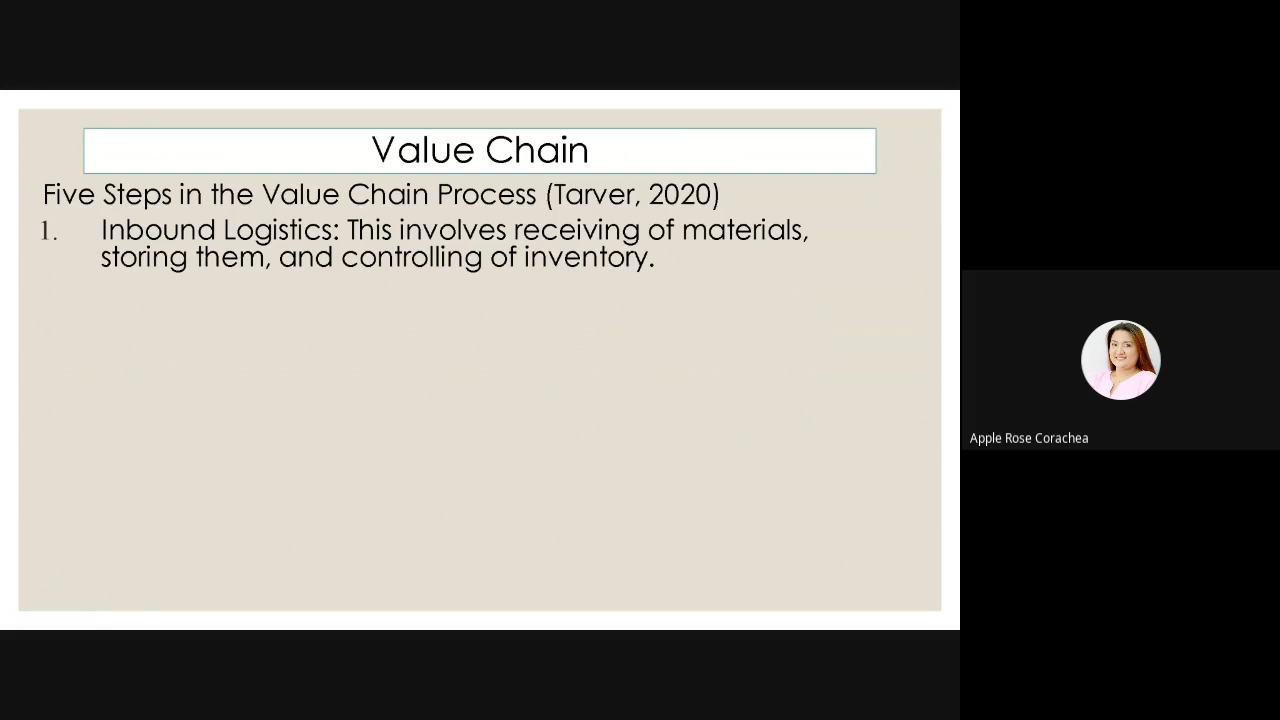 Value Chain
Five Steps in the Value Chain Process (Tarver, 2020)
1. Inbound Logistics: This involves receiving of materials,
storing them, and controlling of inventory.
Apple Rose Corachea